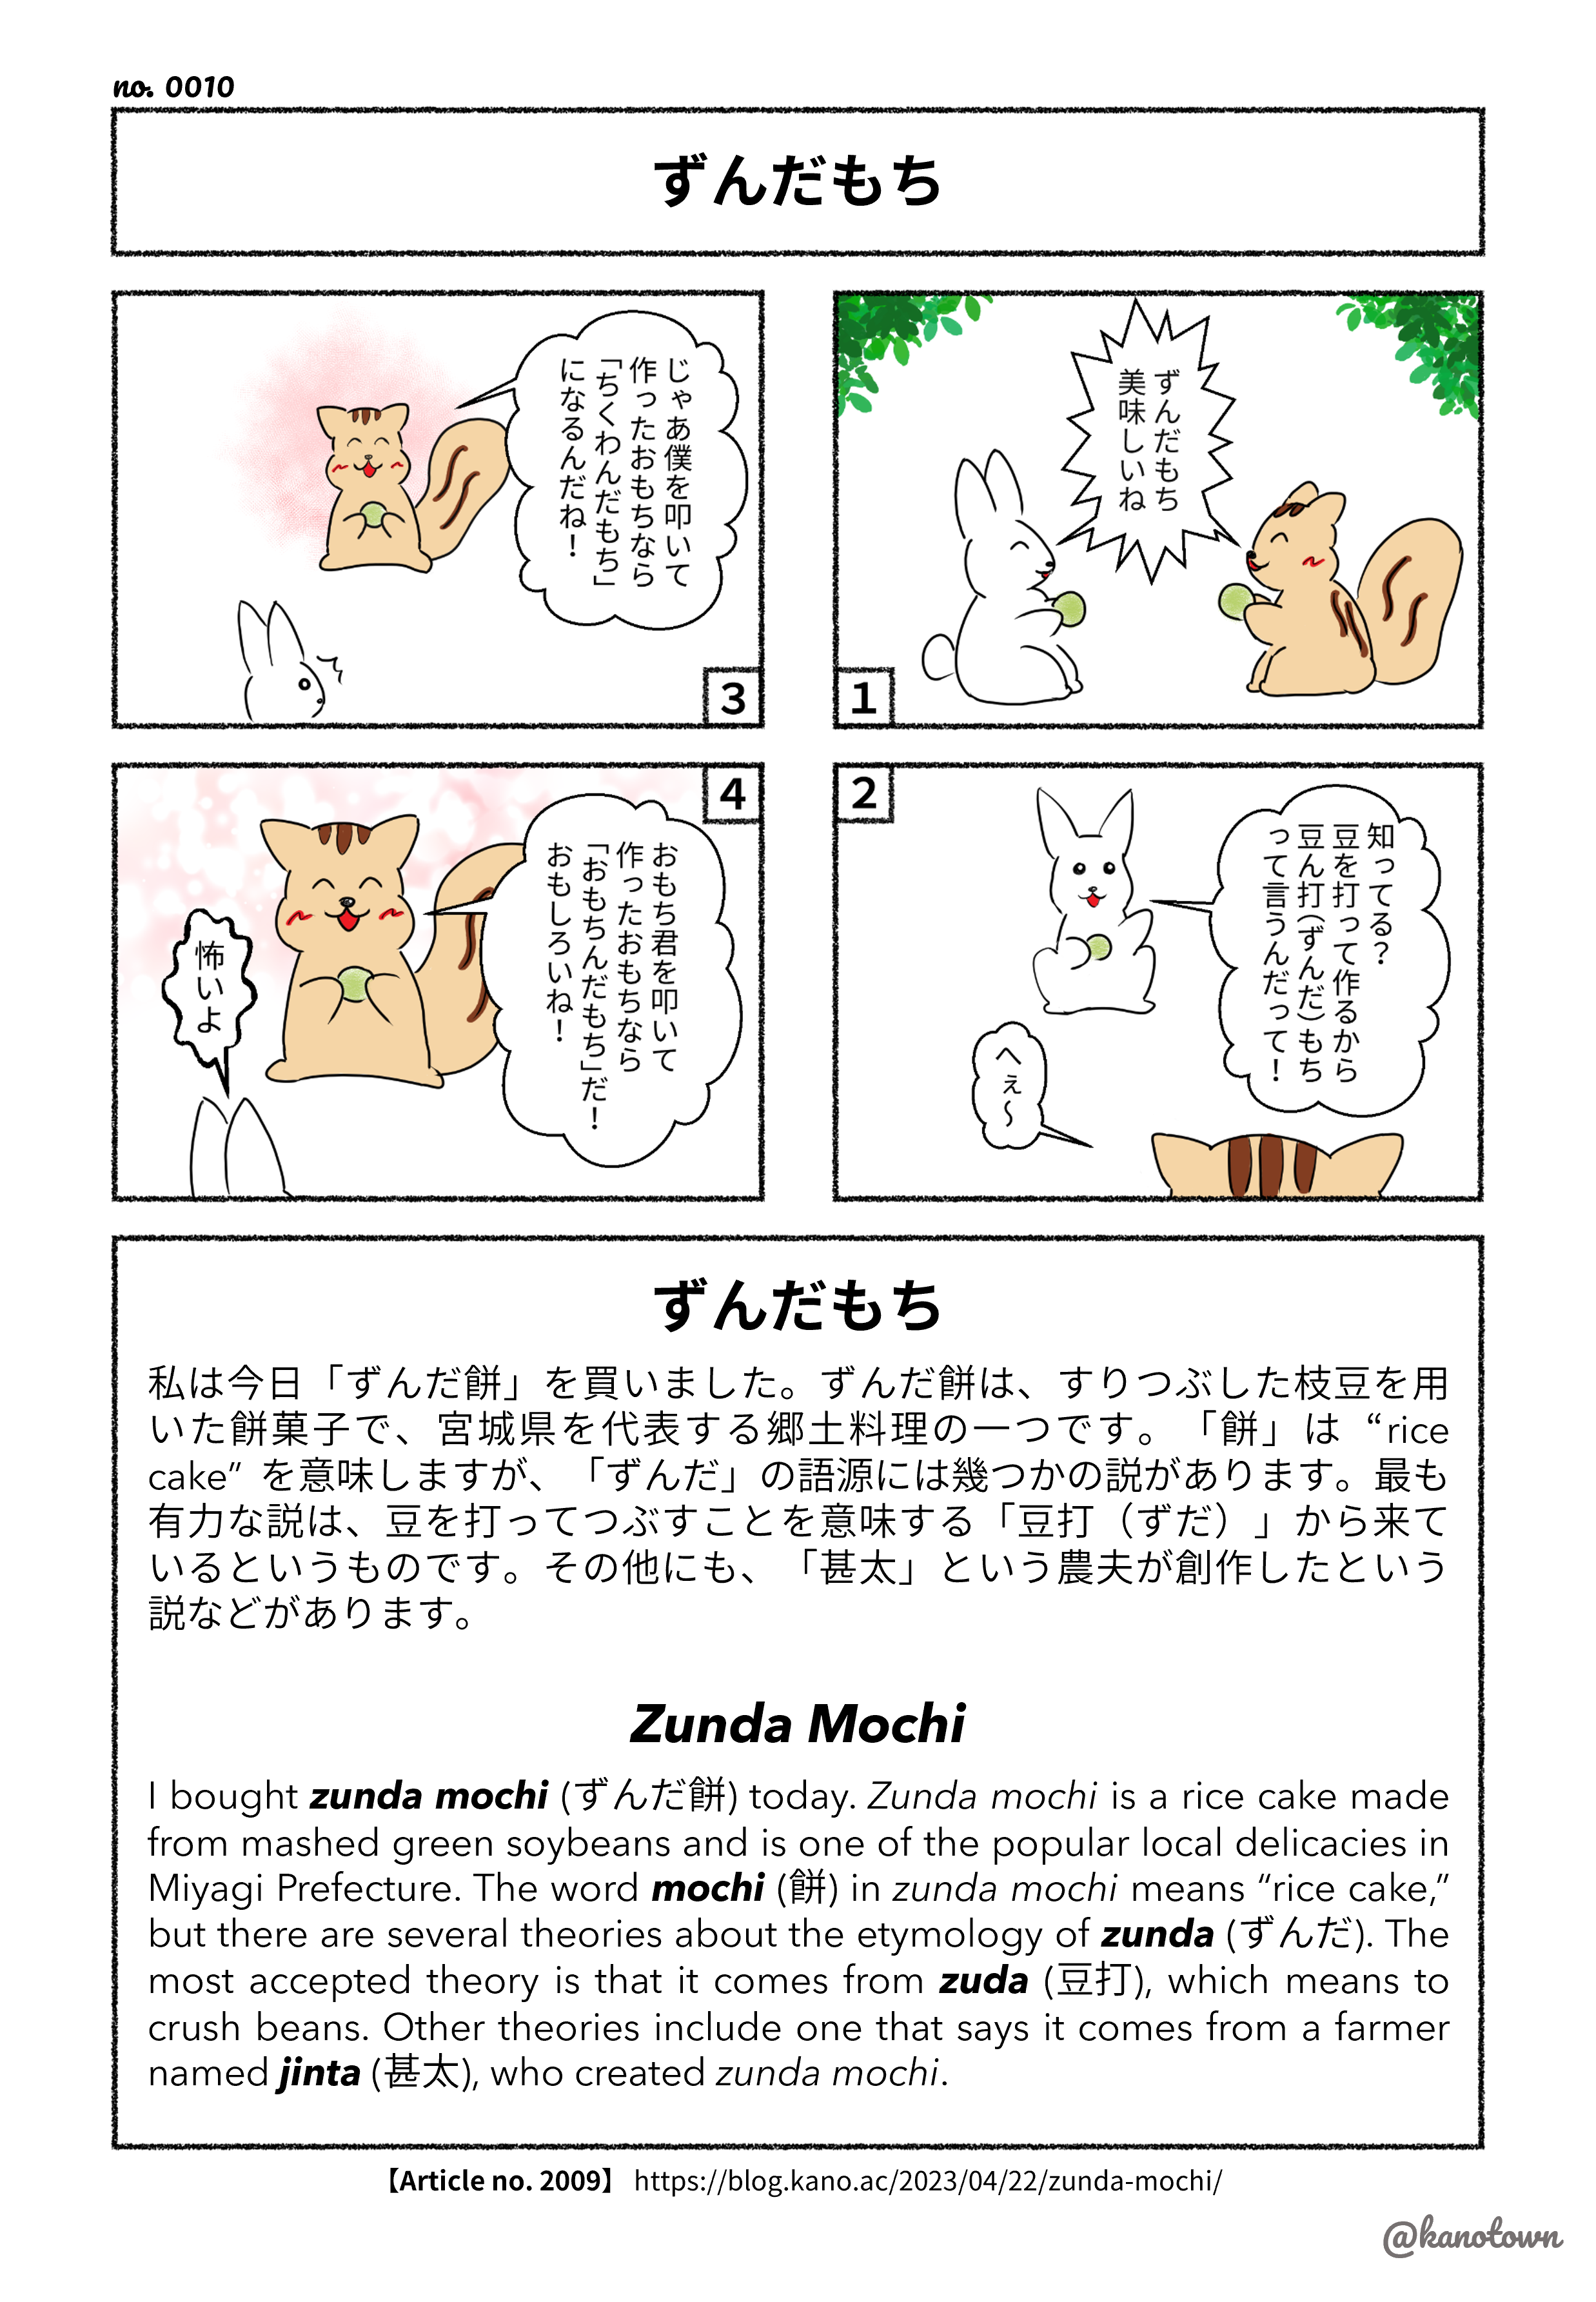 no. 0010
ずんだもち
1
ずんだもち
美味しいね
2
知ってる?
豆を打って作るから
豆ん打(ずんだ)もち
って言うんだって!
へぇ〜
3
じゃあ僕を叩いて
作ったおもちなら
「ちくわんだもち」
になるんだね!
4
おもち君を叩いて
作ったおもちなら
「おもちんだもち」だ!
おもしろいね!
怖いよ
ずんだもち
私は今日「ずんだ餅」を買いました。ずんだ餅は、すりつぶした枝豆を用
いた餅菓子で、宮城県を代表する郷土料理の一つです。「餅」は “rice
cake” を意味しますが、「ずんだ」の語源には幾つかの説があります。最も
有力な説は、豆を打ってつぶすことを意味する「豆打（ずだ）」から来て
いるというものです。その他にも、「甚太」という農夫が創作したという
説などがあります。
Zunda Mochi
I bought zunda mochi (ずんだ餅) today. Zunda mochi is a rice cake made
from mashed green soybeans and is one of the popular local delicacies in
Miyagi Prefecture. The word mochi (餅) in zunda mochi means “rice cake,”
but there are several theories about the etymology of zunda (ずんだ). The
most accepted theory is that it comes from zuda (豆打), which means to
crush beans. Other theories include one that says it comes from a farmer
named jinta (甚太), who created zunda mochi.
【Article no. 2009】 https://blog.kano.ac/2023/04/22/zunda-mochi/
@kanotown